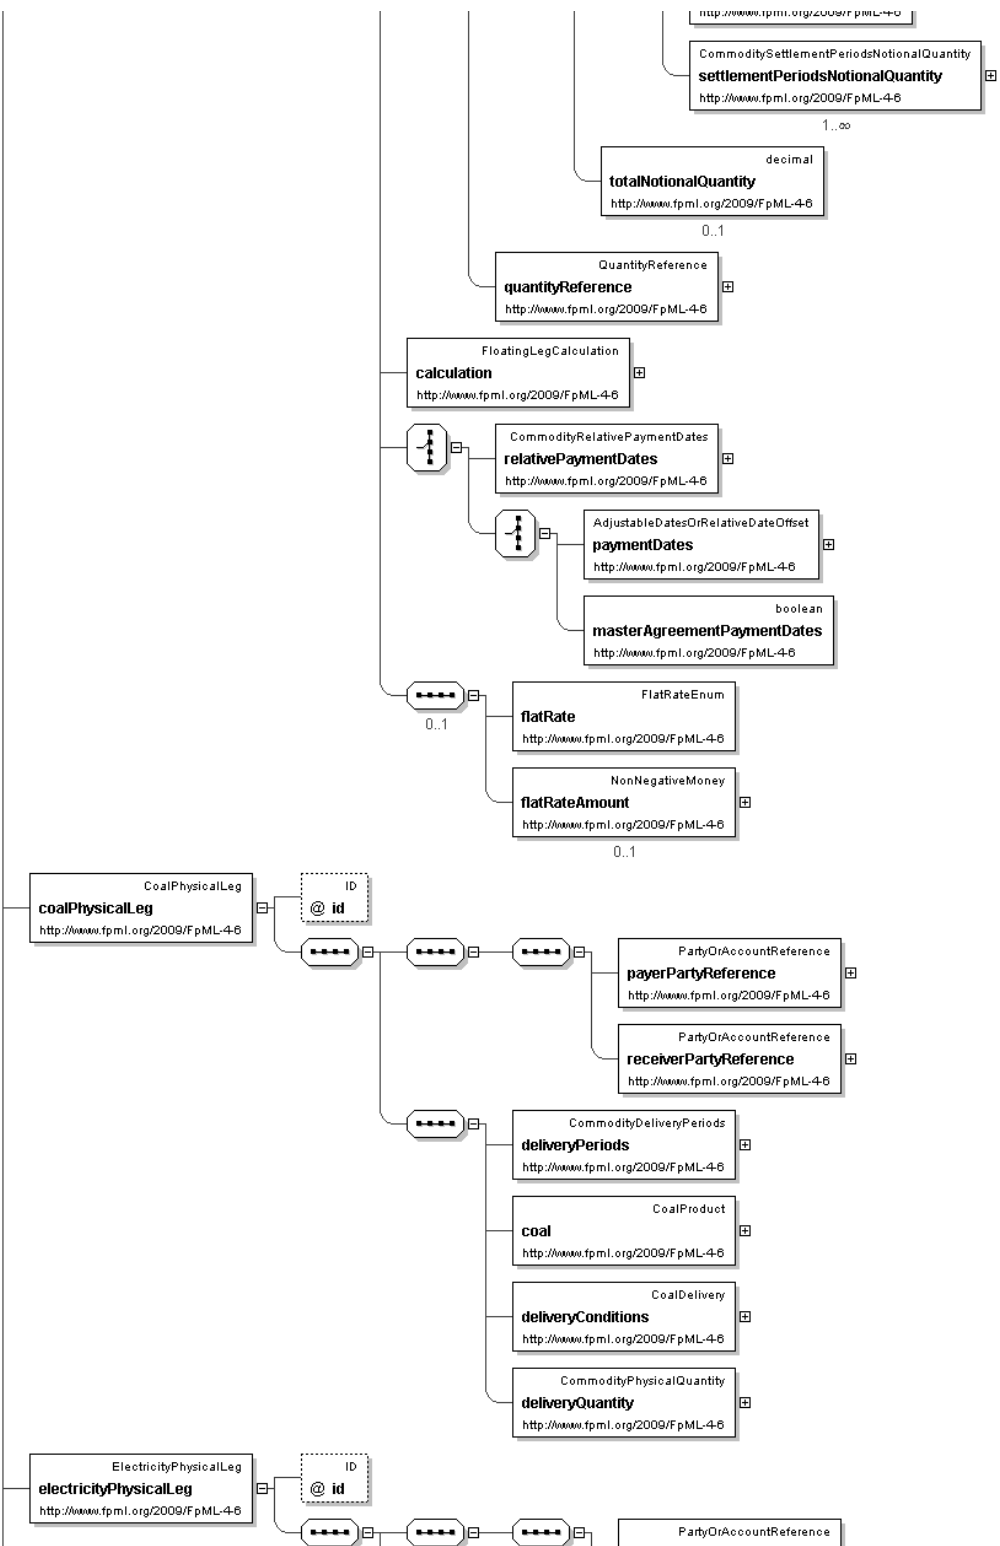 http://www.fpml.org/2009/FpML-4-6
CommoditySettlementPeriodsNotionalQuantity
settlementPeriodsNotionalQuantity
http://www.fpml.org/2009/FpML-4-6
1..∞
decimal
totalNotionalQuantity
http://www.fpml.org/2009/FpML-4-6
0..1
QuantityReference
quantityReference
http://www.fpml.org/2009/FpML-4-6
FloatingLegCalculation
calculation
http://www.fpml.org/2009/FpML-4-6
CommodityRelativePaymentDates
relativePaymentDates
http://www.fpml.org/2009/FpML-4-6
AdjustableDatesOrRelativeDateOffset
paymentDates
http://www.fpml.org/2009/FpML-4-6
boolean
masterAgreementPaymentDates
http://www.fpml.org/2009/FpML-4-6
FlatRateEnum
flatRate
http://www.fpml.org/2009/FpML-4-6
0..1
NonNegativeMoney
flatRateAmount
http://www.fpml.org/2009/FpML-4-6
0..1
CoalPhysicalLeg
coalPhysicalLeg
http://www.fpml.org/2009/FpML-4-6
ID
@ id
PartyOrAccountReference
payerPartyReference
http://www.fpml.org/2009/FpML-4-6
PartyOrAccountReference
receiverPartyReference
http://www.fpml.org/2009/FpML-4-6
CommodityDeliveryPeriods
deliveryPeriods
http://www.fpml.org/2009/FpML-4-6
CoalProduct
coal
http://www.fpml.org/2009/FpML-4-6
CoalDelivery
deliveryConditions
http://www.fpml.org/2009/FpML-4-6
CommodityPhysicalQuantity
deliveryQuantity
http://www.fpml.org/2009/FpML-4-6
ElectricityPhysicalLeg
electricityPhysicalLeg
http://www.fpml.org/2009/FpML-4-6
ID
@ id
PartyOrAccountReference